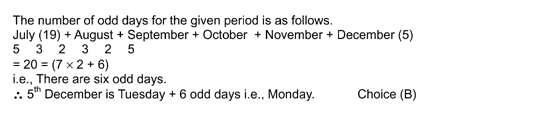 The number of odd days for the given period is as follows.
July (19) + August + September + October + November + December (5)
5 3 2 3 2 5
= 20 = (7 × 2 + 6)
i.e., There are six odd days.
∴ 5th December is Tuesday + 6 odd days i.e., Monday. Choice (B)